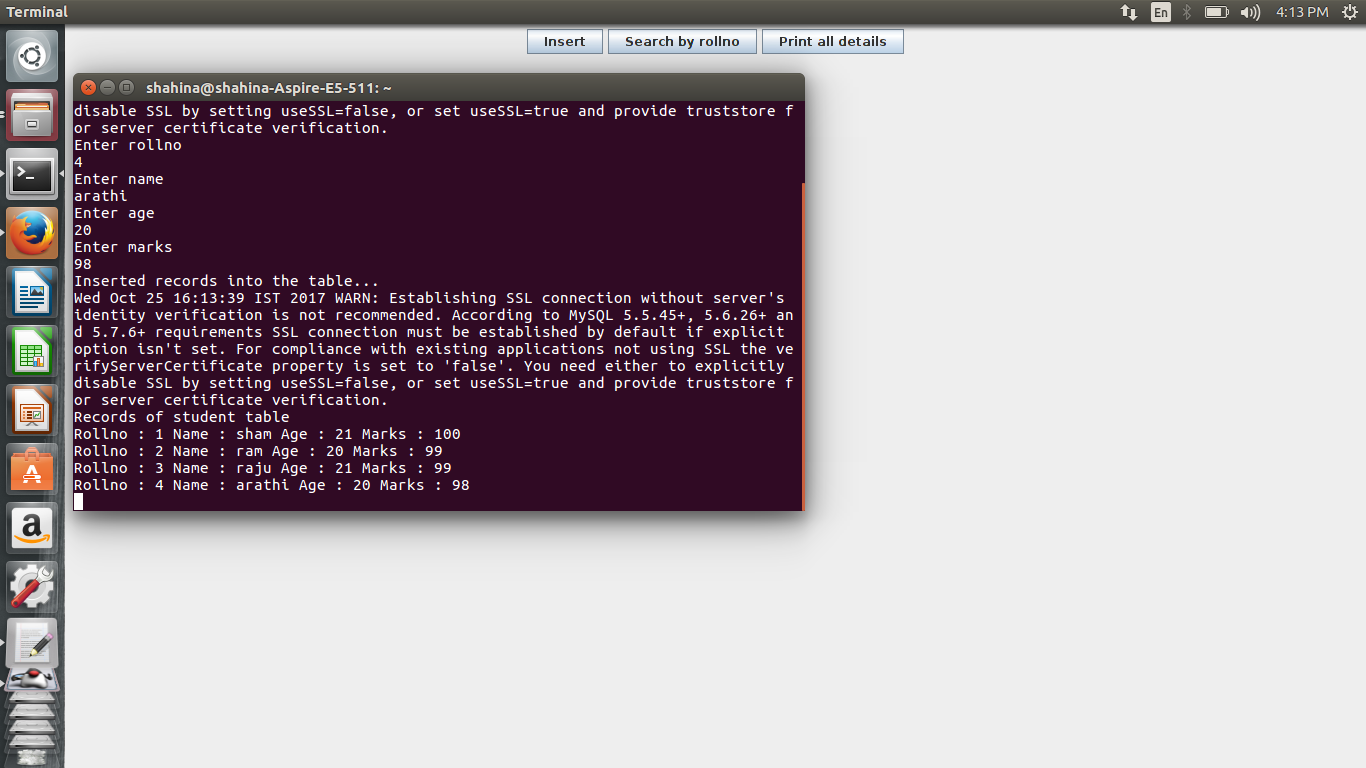 Terminal
En
4:13 PM
Insert
Search by rollno
Print all details
shahina@shahina-Aspire-E5-511: ~
disable SSL by setting useSSL=false, or set useSSL=true and provide truststore f
or server certificate verification.
Enter rollno
4
Enter name
arathi
Enter age
20
Enter marks
98
Inserted records into the table...
Wed Oct 25 16:13:39 IST 2017 WARN: Establishing SSL connection without server's
identity verification is not recommended. According to MySQL 5.5.45+, 5.6.26+ an
d 5.7.6+ requirements SSL connection must be established by default if explicit
option isn't set. For compliance with existing applications not using SSL the ve
rifyServerCertificate property is set to 'false'. You need either to explicitly
disable SSL by setting useSSL=false, or set useSSL=true and provide truststore f
or server certificate verification.
Records of student table
Rollno : 1 Name : sham Age : 21 Marks : 100
Rollno : 2 Name : ram Age : 20 Marks : 99
Rollno : 3 Name : raju Age : 21 Marks : 99
Rollno : 4 Name : arathi Age : 20 Marks : 98